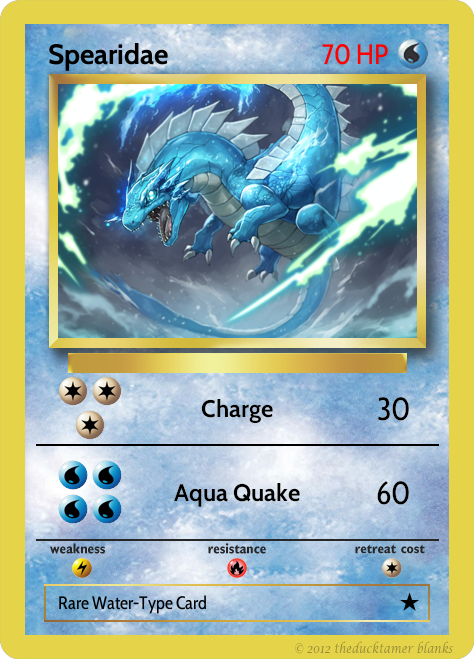 Spearidae 70 HP
Charge 30
Aqua Quake 60
weakness resistance retreat cost
Rare Water-Type Card
© 2012 theducktamer blanks